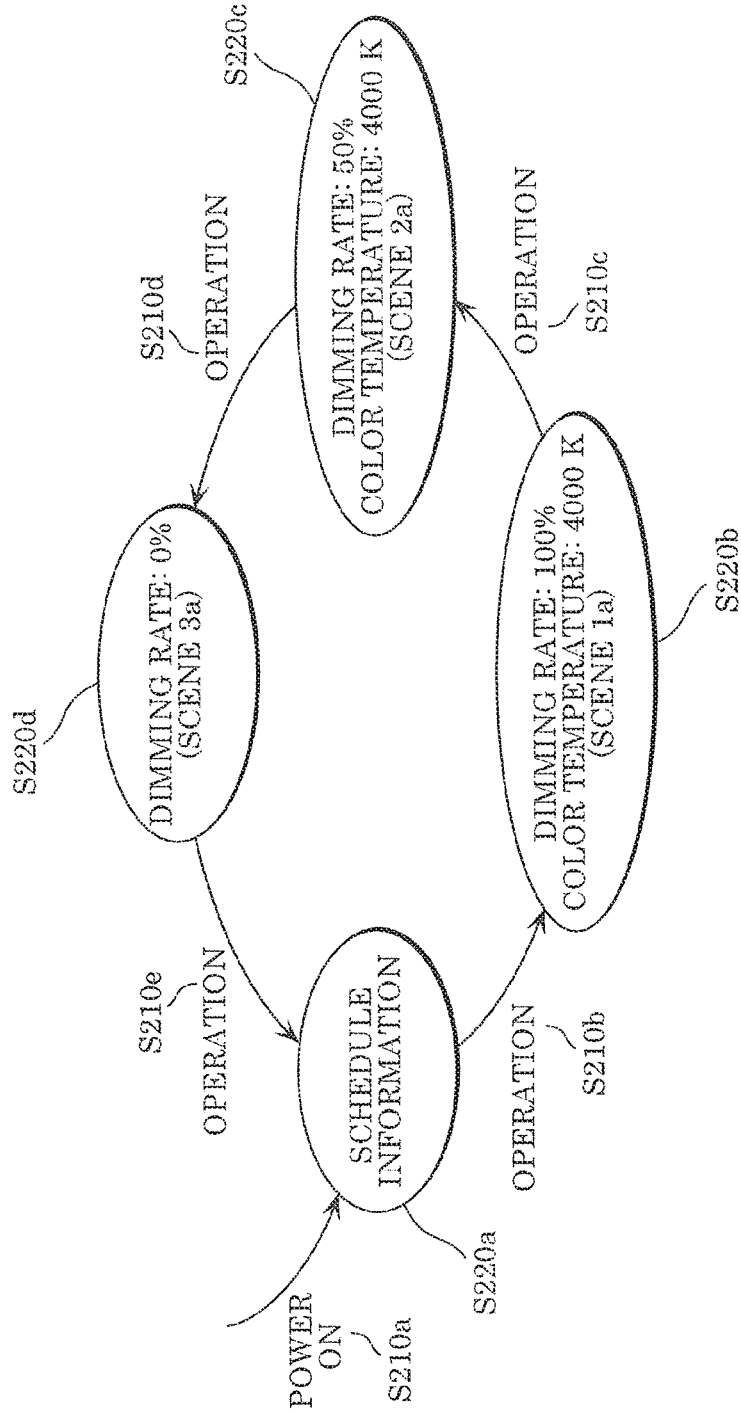 POWER
ON
S210a
SCHEDULE
INFORMATION
S220a
OPERATION
S210b
DIMMING RATE: 100%
COLOR TEMPERATURE: 4000 K
(SCENE 1a)
S220b
OPERATION
S210c
DIMMING RATE: 50%
COLOR TEMPERATURE: 4000 K
(SCENE 2a)
S220c
S210d
OPERATION
DIMMING RATE: 0%
(SCENE 3a)
S220d
S210e
OPERATION